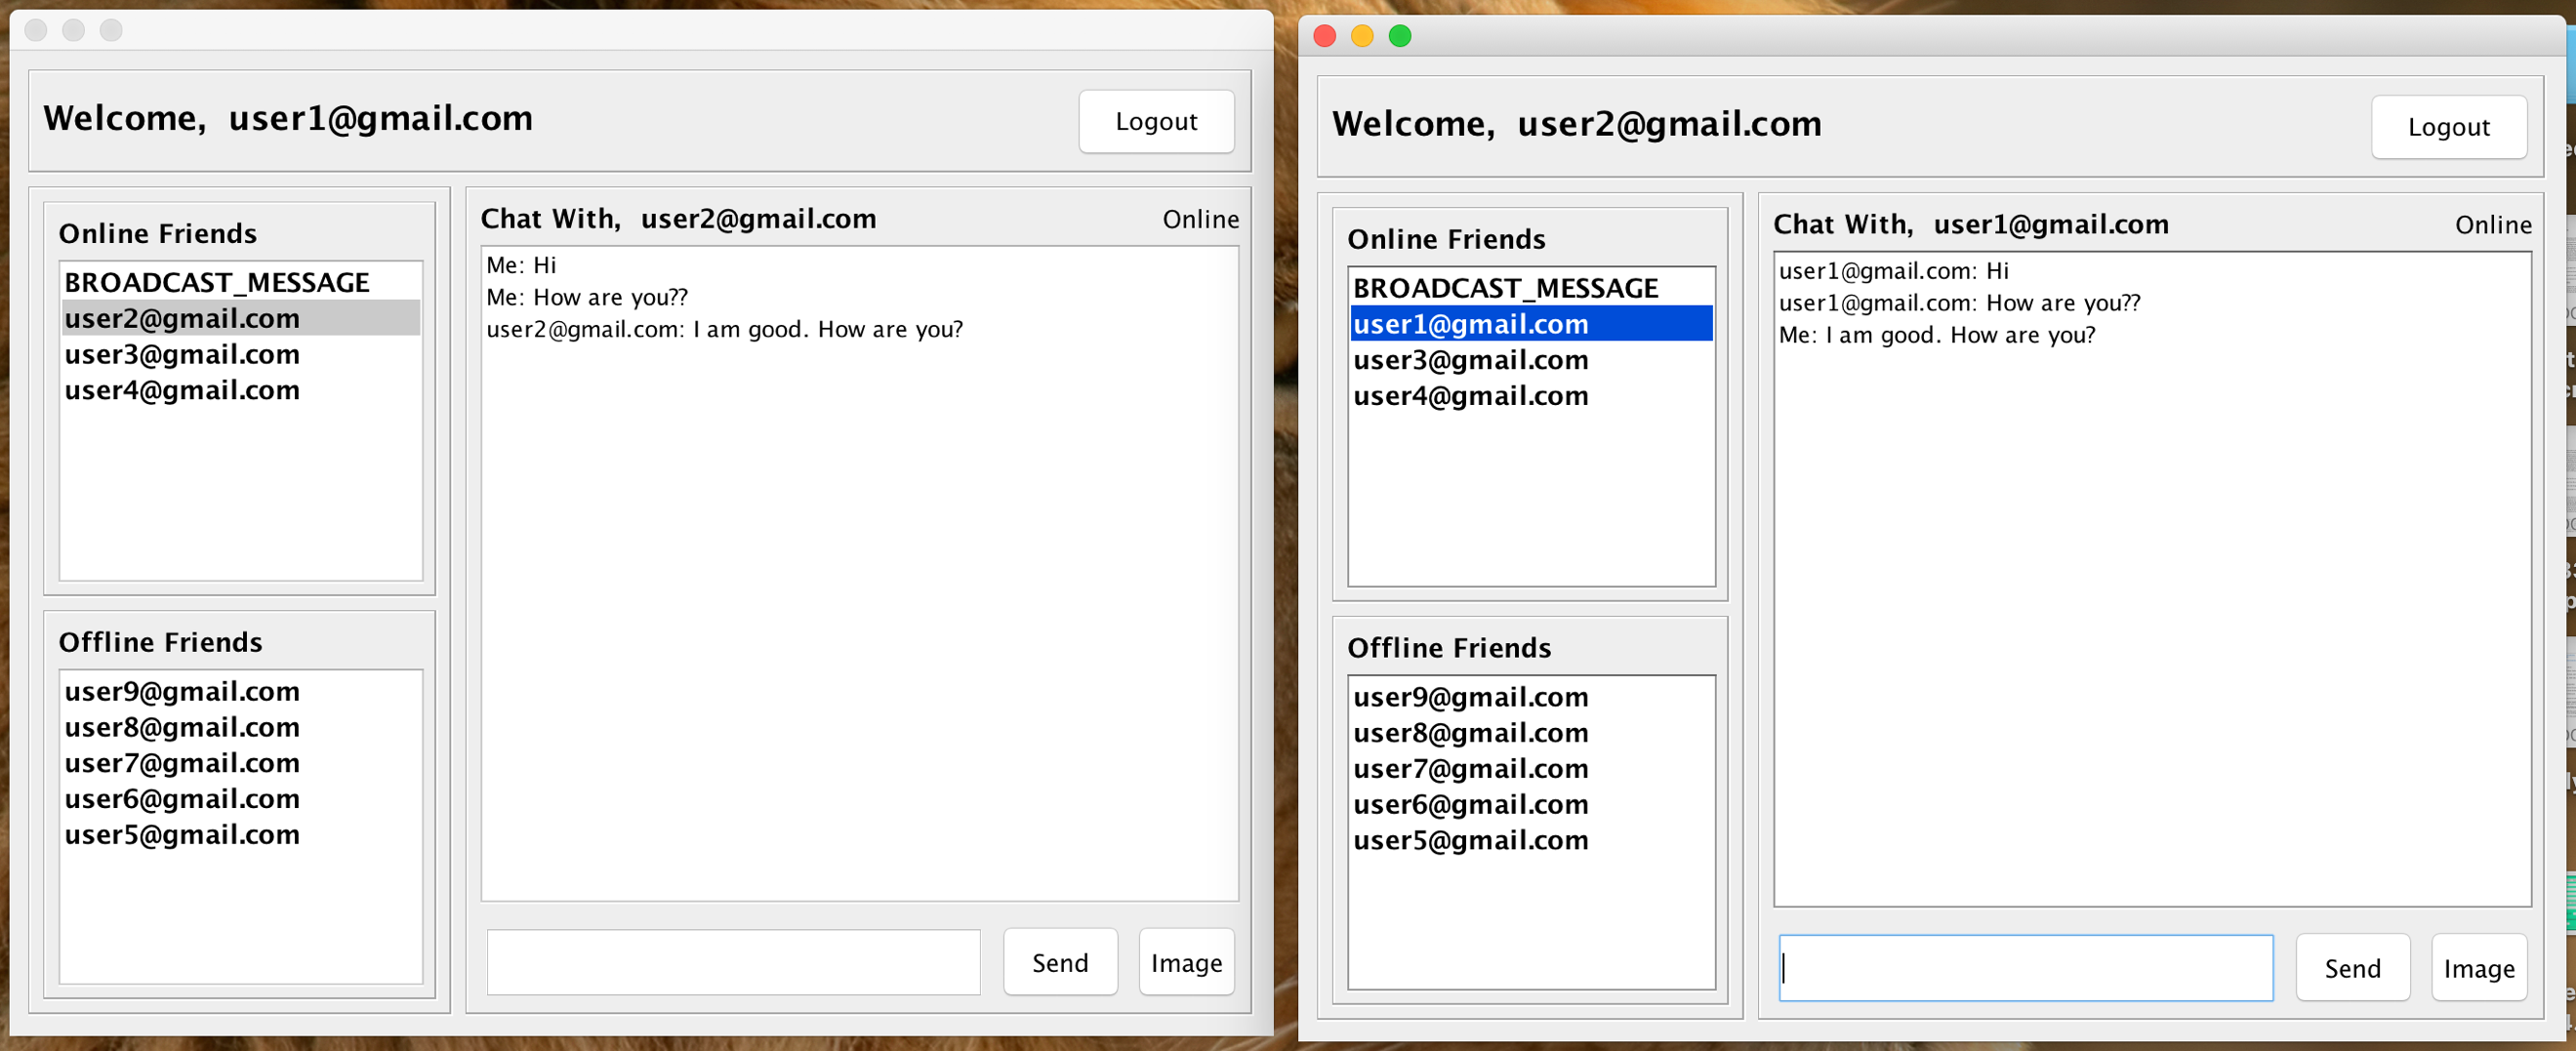 Welcome,  user1@gmail.com
Logout
Online Friends
BROADCAST_MESSAGE
user2@gmail.com
user3@gmail.com
user4@gmail.com
Offline Friends
user9@gmail.com
user8@gmail.com
user7@gmail.com
user6@gmail.com
user5@gmail.com
Chat With,  user2@gmail.com
Online
Me: Hi
Me: How are you??
user2@gmail.com: I am good. How are you?
Send
Image
Welcome,  user2@gmail.com
Logout
Online Friends
BROADCAST_MESSAGE
user1@gmail.com
user3@gmail.com
user4@gmail.com
Offline Friends
user9@gmail.com
user8@gmail.com
user7@gmail.com
user6@gmail.com
user5@gmail.com
Chat With,  user1@gmail.com
Online
user1@gmail.com: Hi
user1@gmail.com: How are you??
Me: I am good. How are you?
Send
Image